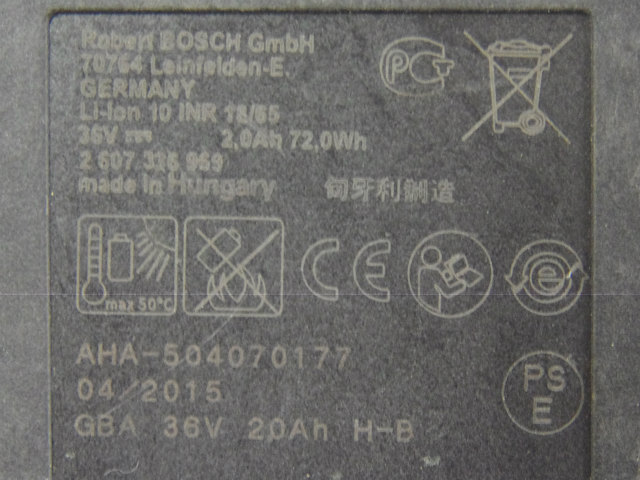 Robert BOSCH GmbH
70764 Leinfelden-E.
GERMANY
Li-Ion 10 INR 18/65
36V 2,0Ah 72,0Wh
2 607 336 969
made in Hungary 匈牙利制造
max 50°C
CE
e
AHA-504070177
04/2015
PS
E
GBA 36V 2.0Ah H-B